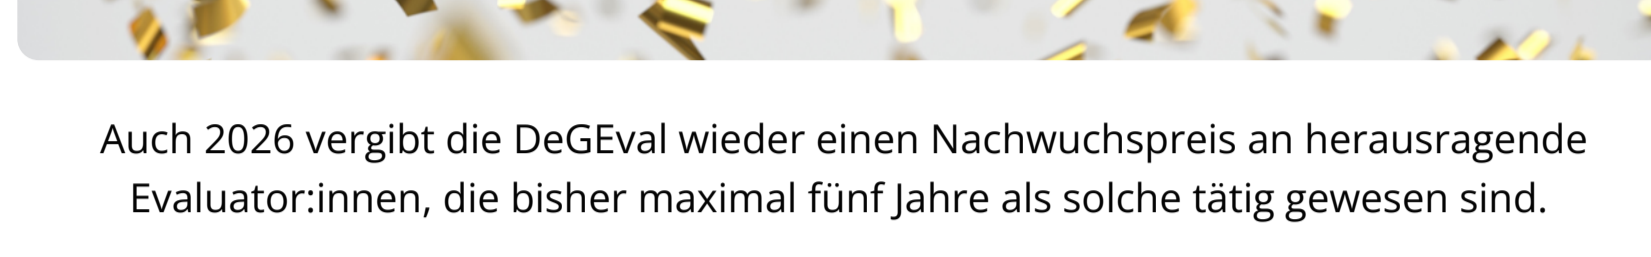 Auch 2026 vergibt die DeGEval wieder einen Nachwuchspreis an herausragende
Evaluator:innen, die bisher maximal fünf Jahre als solche tätig gewesen sind.